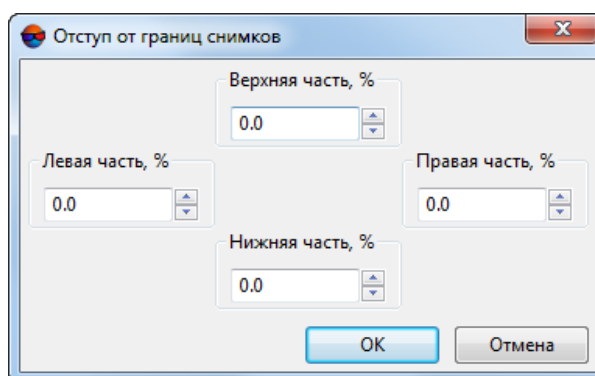 Отступ от границ снимков
Верхняя часть, %
0.0
Левая часть, %
Правая часть, %
0.0
0.0
Нижняя часть, %
0.0
OK
Отмена